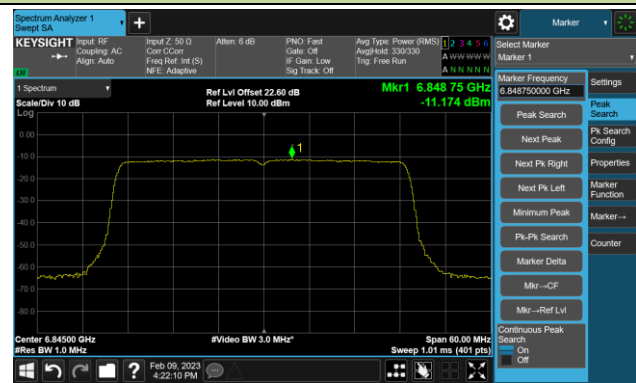 Spectrum Analyzer 1
Swept SA
+
Marker
KEYSIGHT
Input: RF
Coupling: AC
Align: Auto
Input Z: 50 Ω
Corr CCorr
Freq Ref: Int (S)
NFE: Adaptive
Atten: 6 dB
PNO: Fast
Gate: Off
IF Gain: Low
Sig Track: Off
Avg Type: Power (RMS)
Avg|Hold: 330/330
Trig: Free Run
1 2 3 4 5 6
A W W W W W
A N N N N N
Select Marker
Marker 1
1 Spectrum
Scale/Div 10 dB
Log
Ref Lvl Offset 22.60 dB
Ref Level 10.00 dBm
Mkr1 6.848 75 GHz
-11.174 dBm
Marker Frequency
6.848750000 GHz
Settings
Peak Search
Peak
Search
Next Peak
Pk Search
Config
Next Pk Right
Properties
Next Pk Left
Marker
Function
Minimum Peak
Marker→
Pk-Pk Search
Counter
Marker Delta
Mkr→CF
Mkr→Ref Lvl
Continuous Peak
Search
On
Off
1
0.00
-10.0
-20.0
-30.0
-40.0
-50.0
-60.0
-70.0
-80.0
Center 6.84500 GHz
#Res BW 1.0 MHz
#Video BW 3.0 MHz*
Span 60.00 MHz
Sweep 1.01 ms (401 pts)
?
Feb 09, 2023
4:22:10 PM